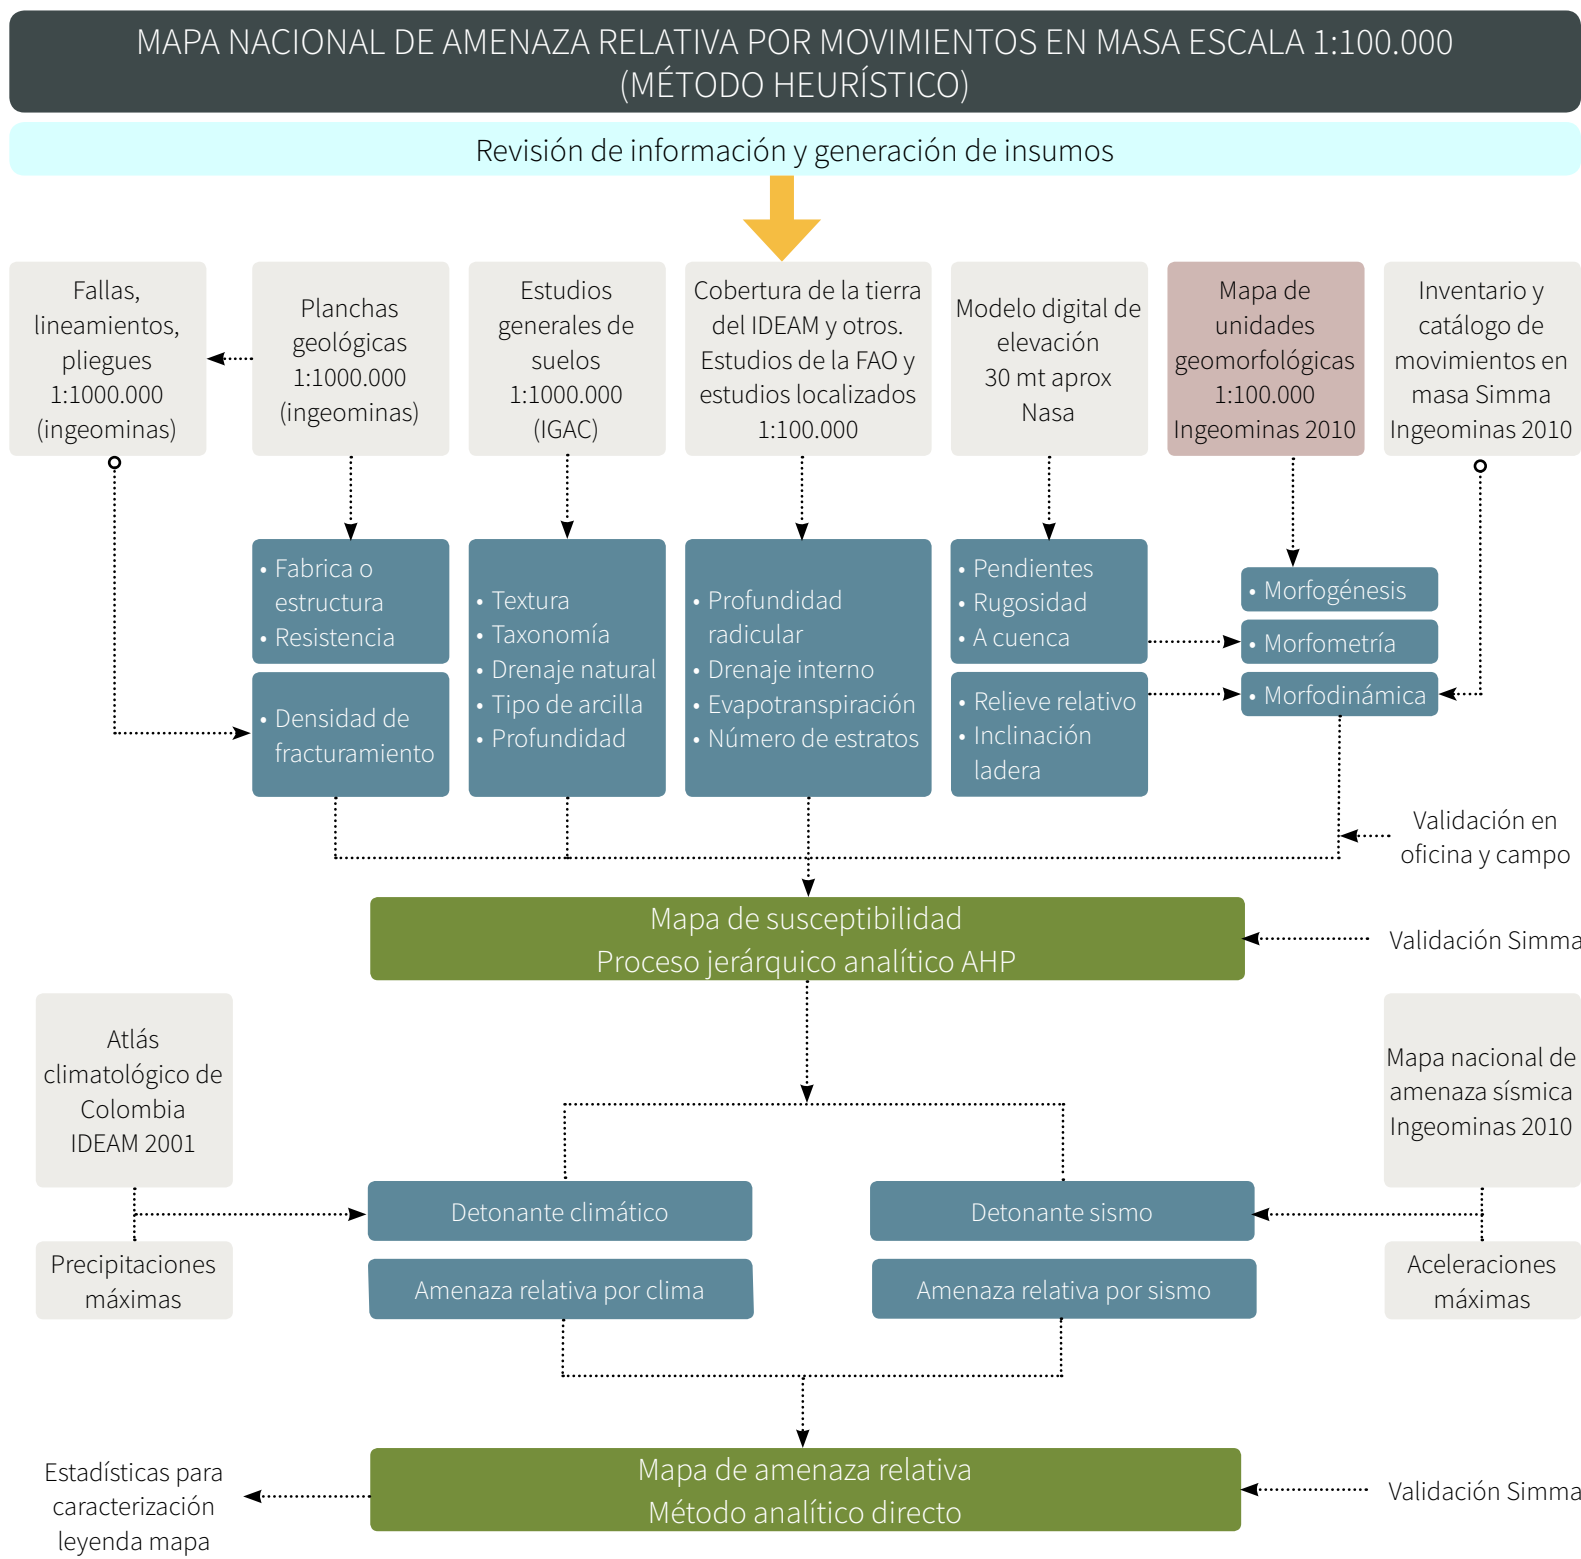 MAPA NACIONAL DE AMENAZA RELATIVA POR MOVIMIENTOS EN MASA ESCALA 1:100.000
(MÉTODO HEURÍSTICO)
Revisión de información y generación de insumos
Fallas,
lineamientos,
pliegues
1:1000.000
(ingeominas)
Planchas
geológicas
1:1000.000
(ingeominas)
Estudios
generales de
suelos
1:1000.000
(IGAC)
Cobertura de la tierra
del IDEAM y otros.
Estudios de la FAO y
estudios localizados
1:100.000
Modelo digital de
elevación
30 mt aprox
Nasa
Mapa de
unidades
geomorfológicas
1:100.000
Ingeominas 2010
Inventario y
catálogo de
movimientos en
masa Simma
Ingeominas 2010
• Fabrica o
estructura
• Resistencia
• Densidad de
fracturamiento
• Textura
• Taxonomía
• Drenaje natural
• Tipo de arcilla
• Profundidad
• Profundidad
radicular
• Drenaje interno
• Evapotranspiración
• Número de estratos
• Pendientes
• Rugosidad
• A cuenca
• Relieve relativo
• Inclinación
ladera
• Morfogénesis
• Morfometría
• Morfodinámica
Validación en
oficina y campo
Mapa de susceptibilidad
Proceso jerárquico analítico AHP
Validación Simma
Atlás
climatológico de
Colombia
IDEAM 2001
Mapa nacional de
amenaza sísmica
Ingeominas 2010
Detonante climático
Detonante sismo
Precipitaciones
máximas
Amenaza relativa por clima
Amenaza relativa por sismo
Aceleraciones
máximas
Estadísticas para
caracterización
leyenda mapa
Mapa de amenaza relativa
Método analítico directo
Validación Simma